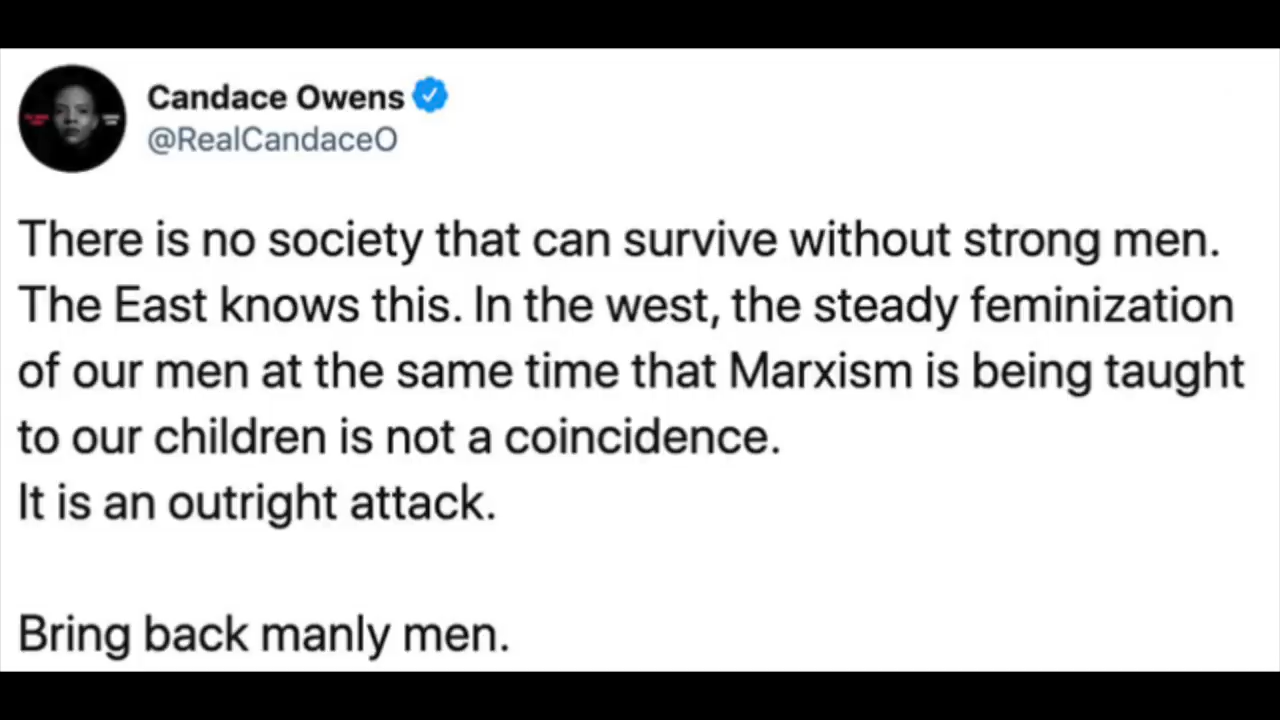 Candace Owens
@RealCandaceO
There is no society that can survive without strong men.
The East knows this. In the west, the steady feminization
of our men at the same time that Marxism is being taught
to our children is not a coincidence.
It is an outright attack.
Bring back manly men.